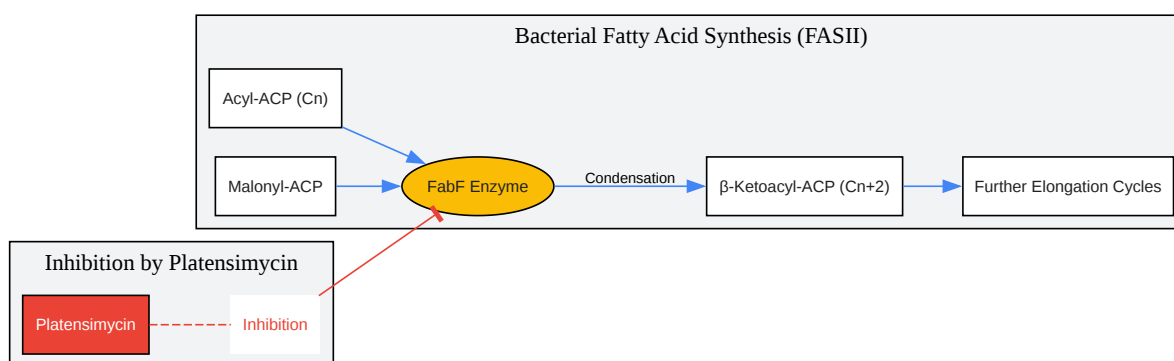 Bacterial Fatty Acid Synthesis (FASII)
Acyl-ACP (Cn)
Malonyl-ACP
FabF Enzyme
Condensation
β-Ketoacyl-ACP (Cn+2)
Further Elongation Cycles
Inhibition by Platensimycin
Platensimycin
Inhibition